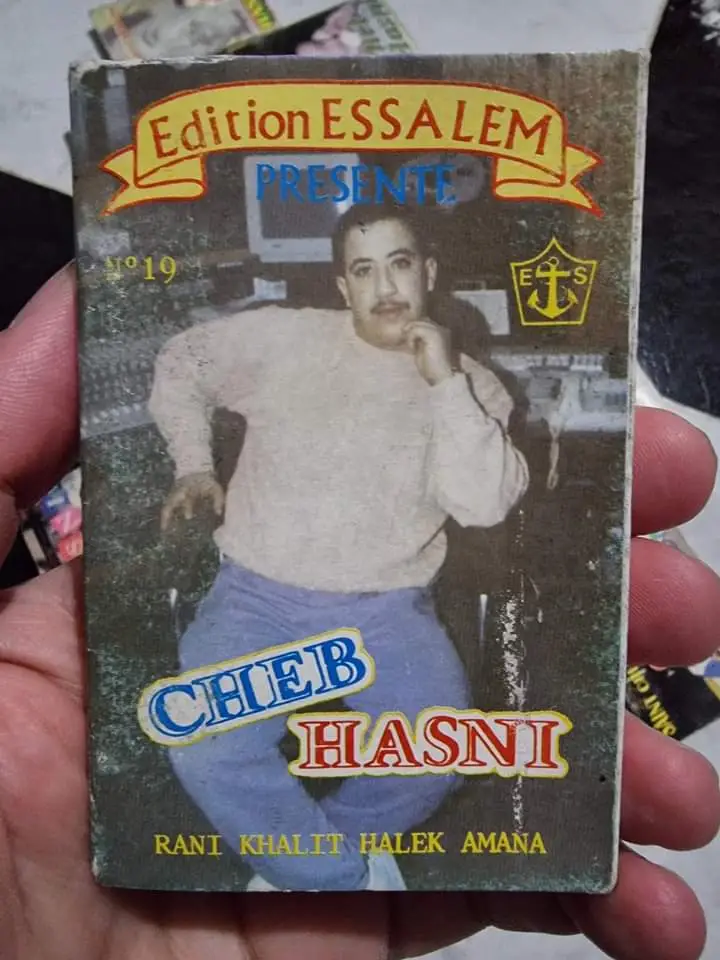 Edition ESSALEM
PRESENTE
N°19
E S
CHEB
HASNI
RANI KHALIT HALEK AMANA